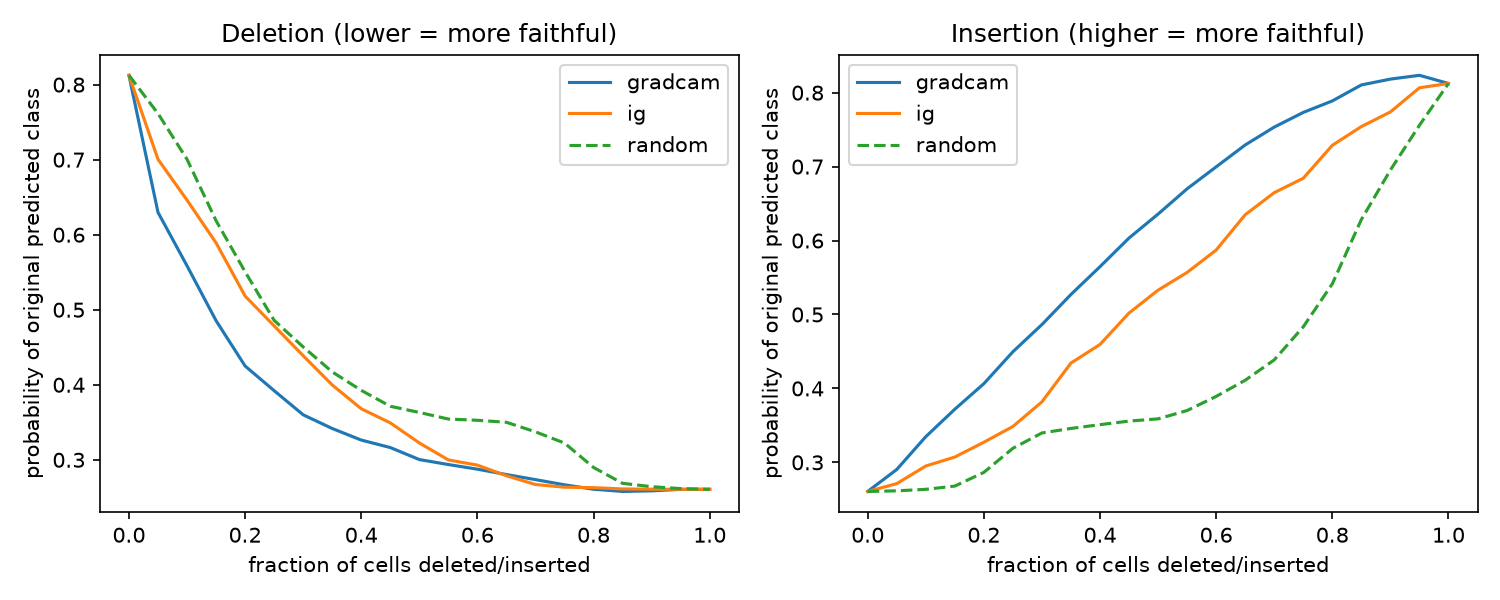 Deletion (lower = more faithful)
probability of original predicted class
0.8
0.7
0.6
0.5
0.4
0.3
gradcam
ig
random
0.0 0.2 0.4 0.6 0.8 1.0
fraction of cells deleted/inserted
Insertion (higher = more faithful)
probability of original predicted class
0.8
0.7
0.6
0.5
0.4
0.3
gradcam
ig
random
0.0 0.2 0.4 0.6 0.8 1.0
fraction of cells deleted/inserted